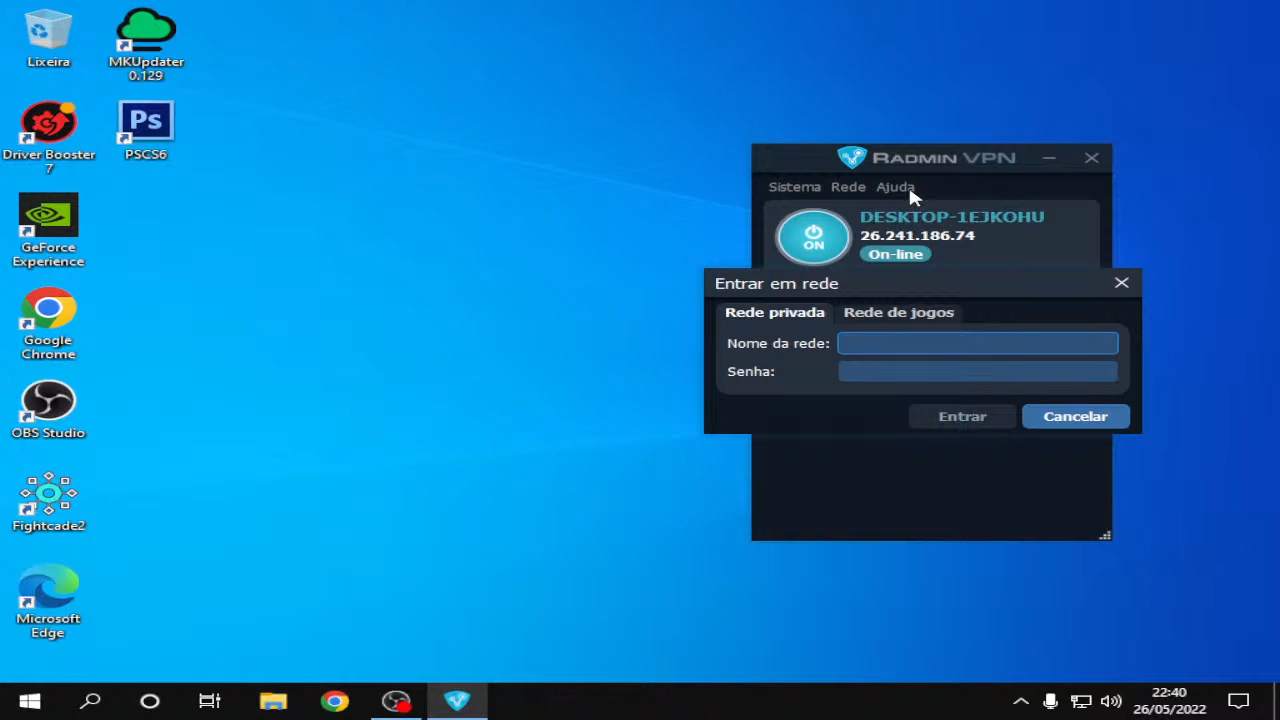 Lixeira
MKUpdater
0.129
Driver Booster
7
Ps
PSCS6
GeForce
Experience
Google
Chrome
OBS Studio
Fightcade2
Microsoft
Edge
RADMIN VPN
Sistema Rede Ajuda
ON
DESKTOP-1EJKOHU
26.241.186.74
On-line
Entrar em rede
Rede privada Rede de jogos
Nome da rede:
Senha:
Entrar Cancelar
22:40
26/05/2022